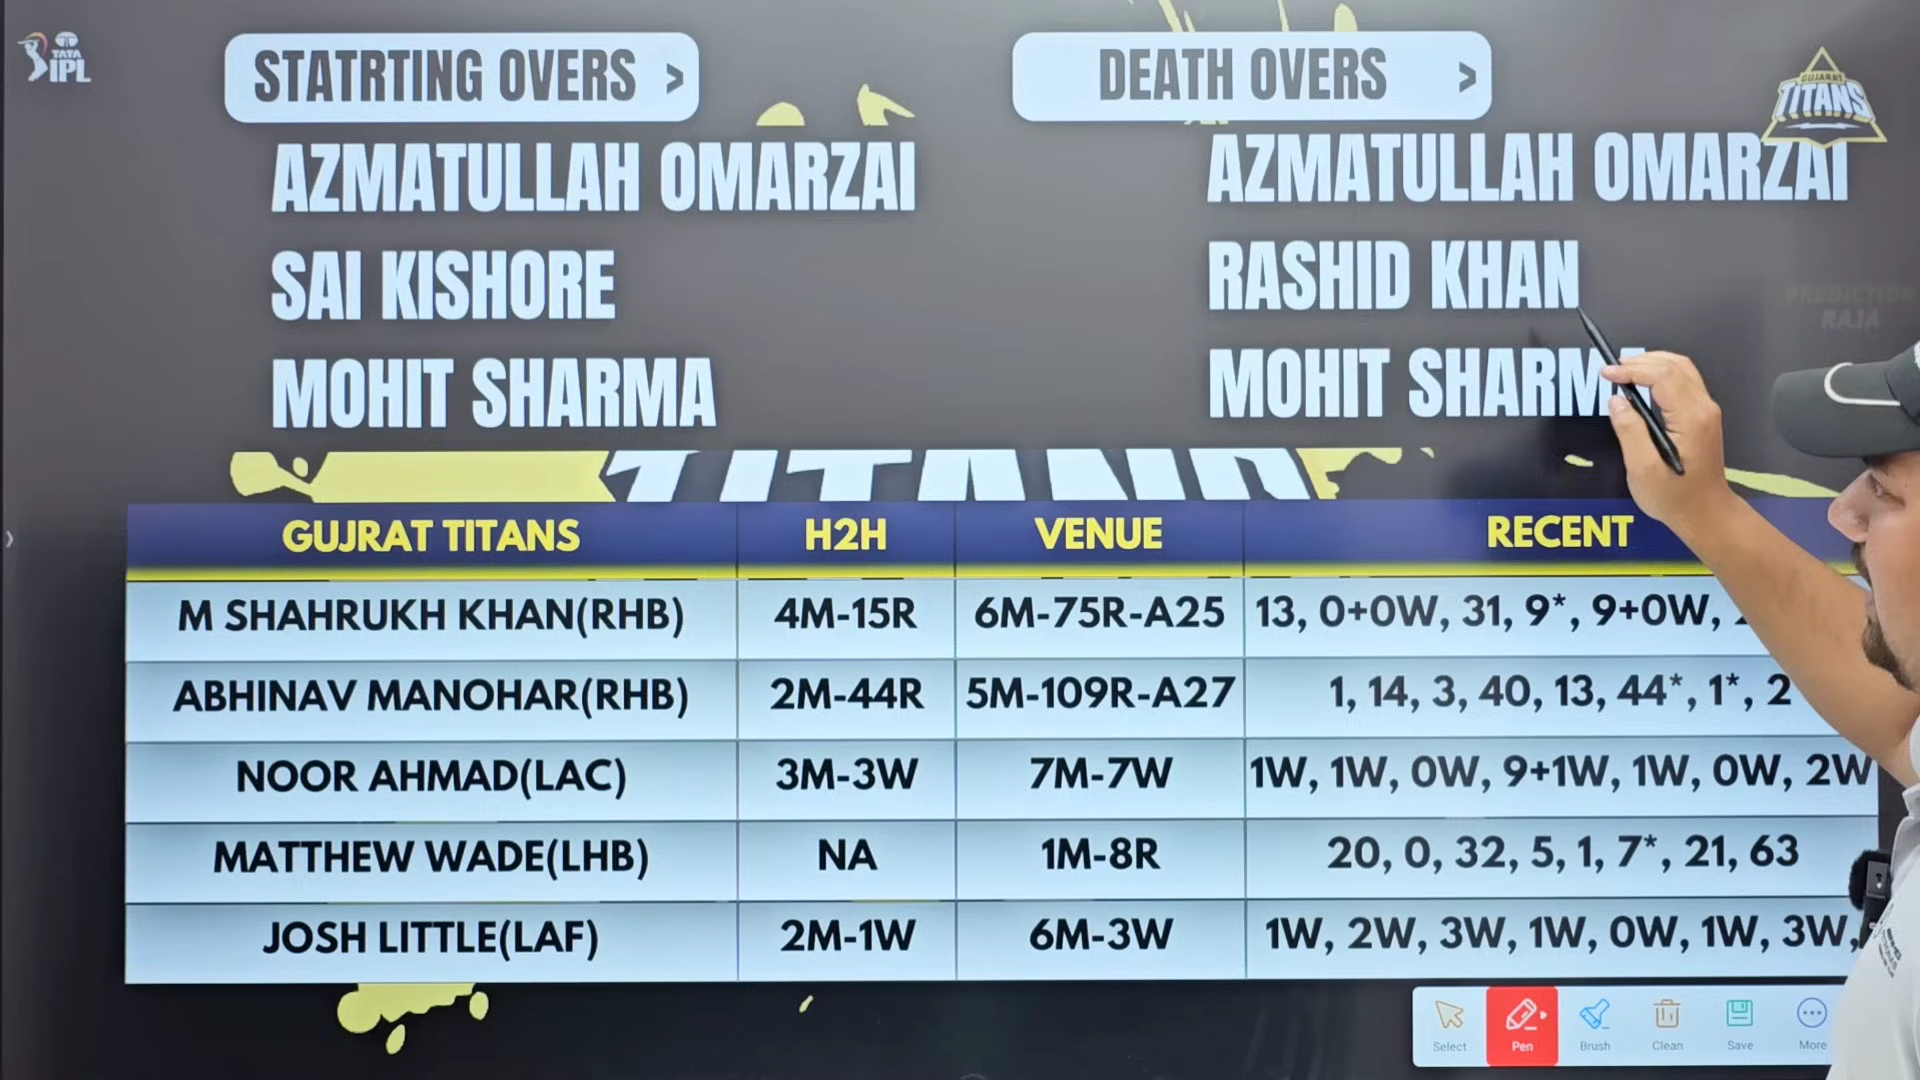 TATA
IPL
STATRTING OVERS >
DEATH OVERS >
GUJARAT
TITANS
AZMATULLAH OMARZAI
SAI KISHORE
MOHIT SHARMA
AZMATULLAH OMARZAI
RASHID KHAN
MOHIT SHARMA
PREDICTION
RAJA
TITANS
GUJRAT TITANS H2H VENUE RECENT
M SHAHRUKH KHAN(RHB) 4M-15R 6M-75R-A25 13, 0+0W, 31, 9*, 9+0W,
ABHINAV MANOHAR(RHB) 2M-44R 5M-109R-A27 1, 14, 3, 40, 13, 44*, 1*, 2
NOOR AHMAD(LAC) 3M-3W 7M-7W 1W, 1W, 0W, 9+1W, 1W, 0W, 2W
MATTHEW WADE(LHB) NA 1M-8R 20, 0, 32, 5, 1, 7*, 21, 63
JOSH LITTLE(LAF) 2M-1W 6M-3W 1W, 2W, 3W, 1W, 0W, 1W, 3W,
Select Pen Brush Clean Save More